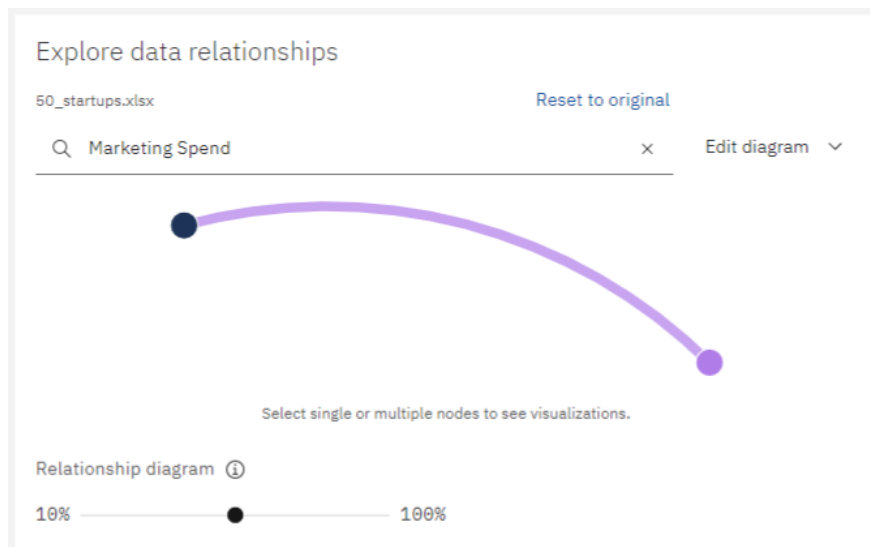 Explore data relationships
50_startups.xlsx
Reset to original
Marketing Spend
Edit diagram
Select single or multiple nodes to see visualizations.
Relationship diagram
10%
100%